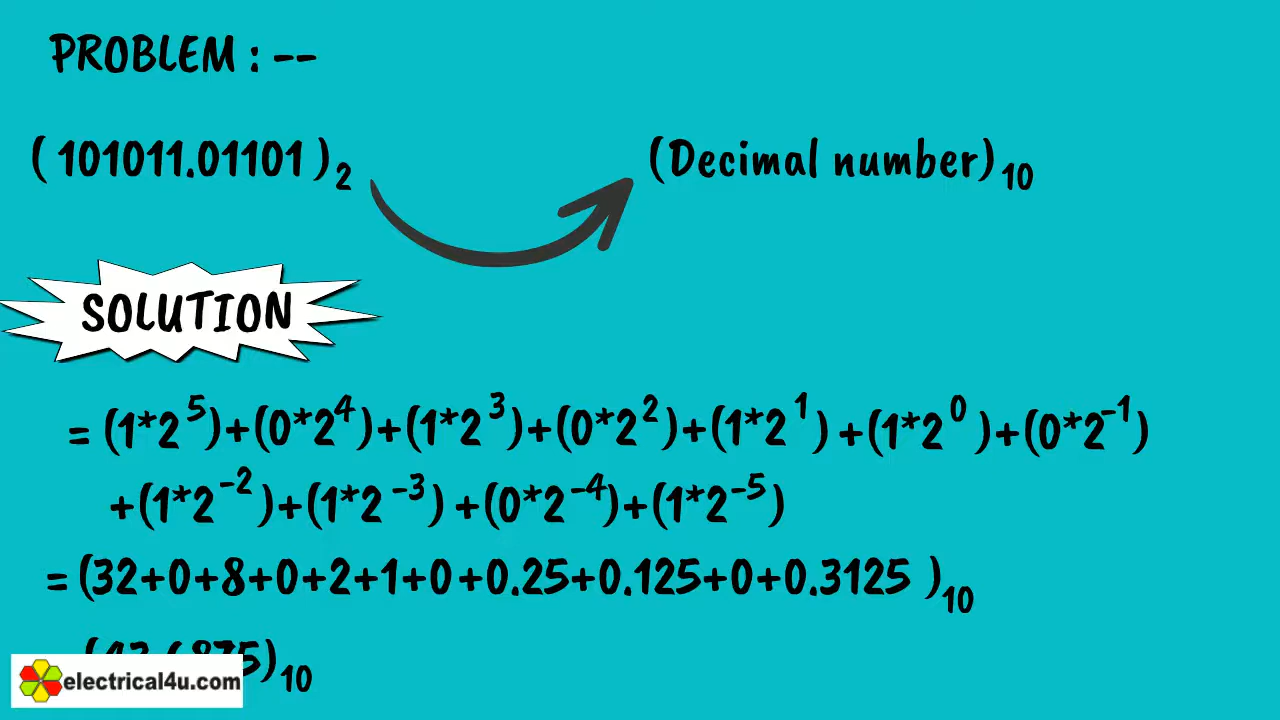 PROBLEM : --
( 101011.01101 )₂ (Decimal number)₁₀
SOLUTION
= (1*2⁵)+(0*2⁴)+(1*2³)+(0*2²)+(1*2¹)+(1*2⁰)+(0*2⁻¹)
+(1*2⁻²)+(1*2⁻³)+(0*2⁻⁴)+(1*2⁻⁵)
= (32+0+8+0+2+1+0+0.25+0.125+0+0.3125 )₁₀
)₁₀
electrical4u.com